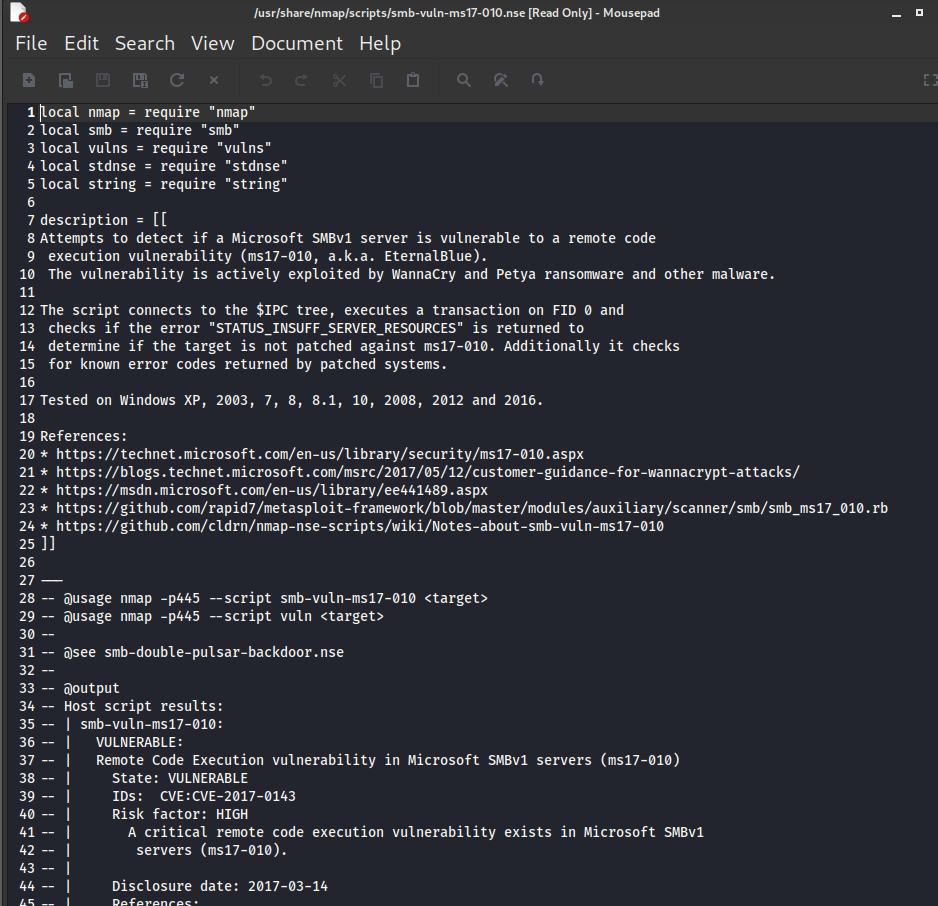 /usr/share/nmap/scripts/smb-vuln-ms17-010.nse [Read Only] - Mousepad
File Edit Search View Document Help
1 local nmap = require "nmap"
2 local smb = require "smb"
3 local vulns = require "vulns"
4 local stdnse = require "stdnse"
5 local string = require "string"
6
7 description = [[
8 Attempts to detect if a Microsoft SMBv1 server is vulnerable to a remote code
9  execution vulnerability (ms17-010, a.k.a. EternalBlue).
10  The vulnerability is actively exploited by WannaCry and Petya ransomware and other malware.
11
12 The script connects to the $IPC tree, executes a transaction on FID 0 and
13  checks if the error "STATUS_INSUFF_SERVER_RESOURCES" is returned to
14  determine if the target is not patched against ms17-010. Additionally it checks
15  for known error codes returned by patched systems.
16
17 Tested on Windows XP, 2003, 7, 8, 8.1, 10, 2008, 2012 and 2016.
18
19 References:
20 * https://technet.microsoft.com/en-us/library/security/ms17-010.aspx
21 * https://blogs.technet.microsoft.com/msrc/2017/05/12/customer-guidance-for-wannacrypt-attacks/
22 * https://msdn.microsoft.com/en-us/library/ee441489.aspx
23 * https://github.com/rapid7/metasploit-framework/blob/master/modules/auxiliary/scanner/smb/smb_ms17_010.rb
24 * https://github.com/cldrn/nmap-nse-scripts/wiki/Notes-about-smb-vuln-ms17-010
25 ]]
26
27 ---
28 -- @usage nmap -p445 --script smb-vuln-ms17-010 <target>
29 -- @usage nmap -p445 --script vuln <target>
30 --
31 -- @see smb-double-pulsar-backdoor.nse
32 --
33 -- @output
34 -- Host script results:
35 -- | smb-vuln-ms17-010:
36 -- |   VULNERABLE:
37 -- |   Remote Code Execution vulnerability in Microsoft SMBv1 servers (ms17-010)
38 -- |     State: VULNERABLE
39 -- |     IDs:  CVE:CVE-2017-0143
40 -- |     Risk factor: HIGH
41 -- |       A critical remote code execution vulnerability exists in Microsoft SMBv1
42 -- |        servers (ms17-010).
43 -- |
44 -- |     Disclosure date: 2017-03-14
45 -- |     References: